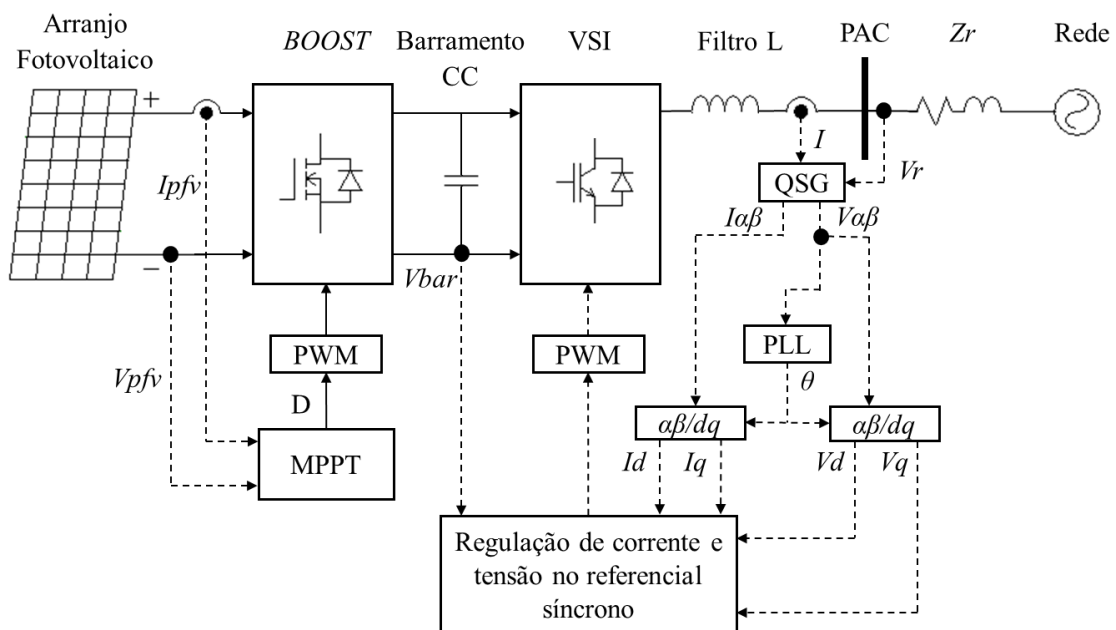 Arranjo
Fotovoltaico
BOOST
Barramento
CC
VSI
Filtro L
PAC
Zr
Rede
+
−
Ipfv
Vpfv
Vbar
I
Vr
QSG
Iαβ
Vαβ
PWM
PWM
PLL
D
θ
MPPT
αβ/dq
αβ/dq
Id
Iq
Vd
Vq
Regulação de corrente e
tensão no referencial
síncrono